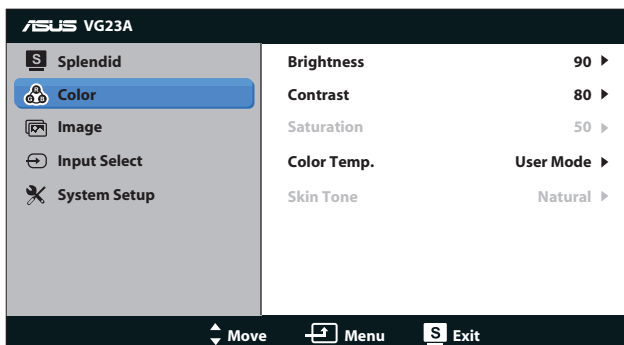 ASUS VG23A
S Splendid
Color
Image
Input Select
System Setup
Brightness 90
Contrast 80
Saturation 50
Color Temp. User Mode
Skin Tone Natural
Move Menu S Exit